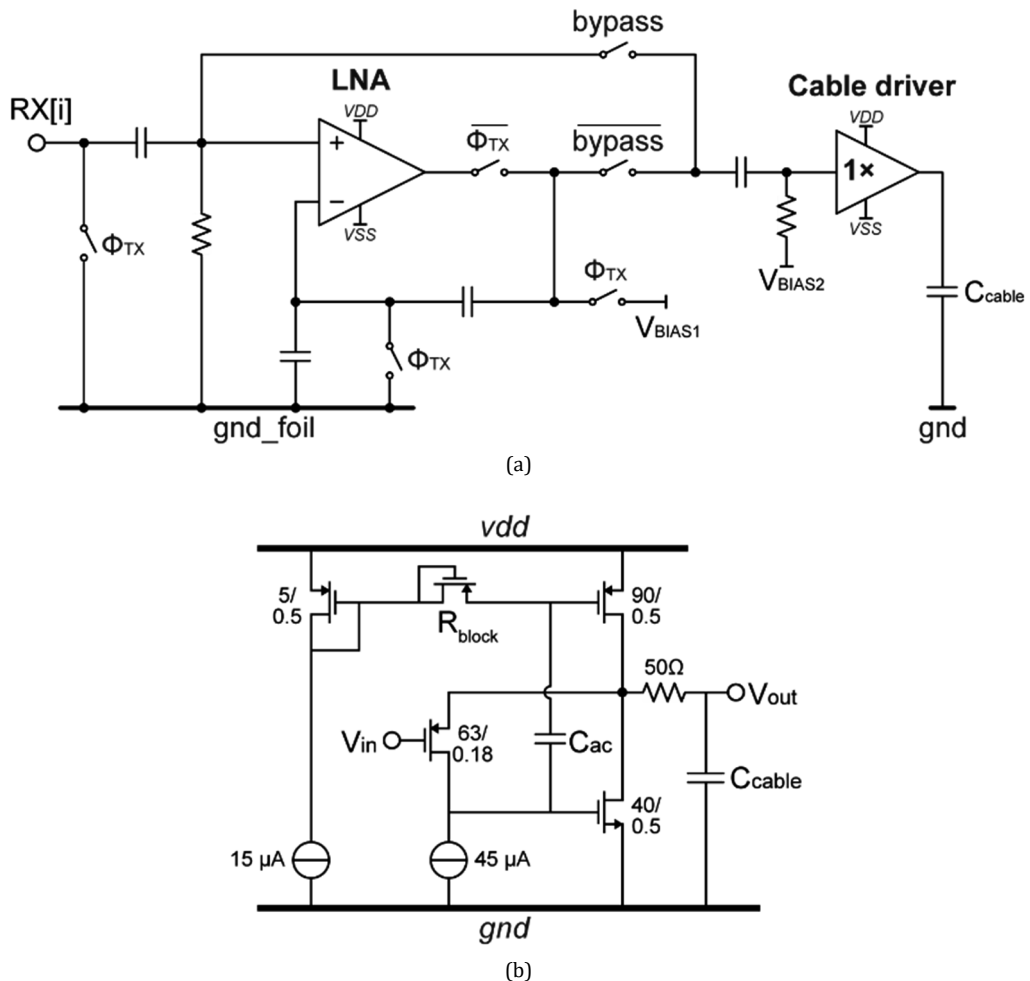 bypass
LNA
Cable driver
RX[i]
VDD
VDD
Φ̅T̅X̅
bypass
+
1×
−
VSS
VSS
ΦTX
ΦTX
VBIAS2
Ccable
VBIAS1
ΦTX
gnd_foil
gnd
(a)
vdd
5/
0.5
90/
0.5
Rblock
50Ω
Vout
Vin
63/
0.18
Cac
Ccable
40/
0.5
15 µA
45 µA
gnd
(b)